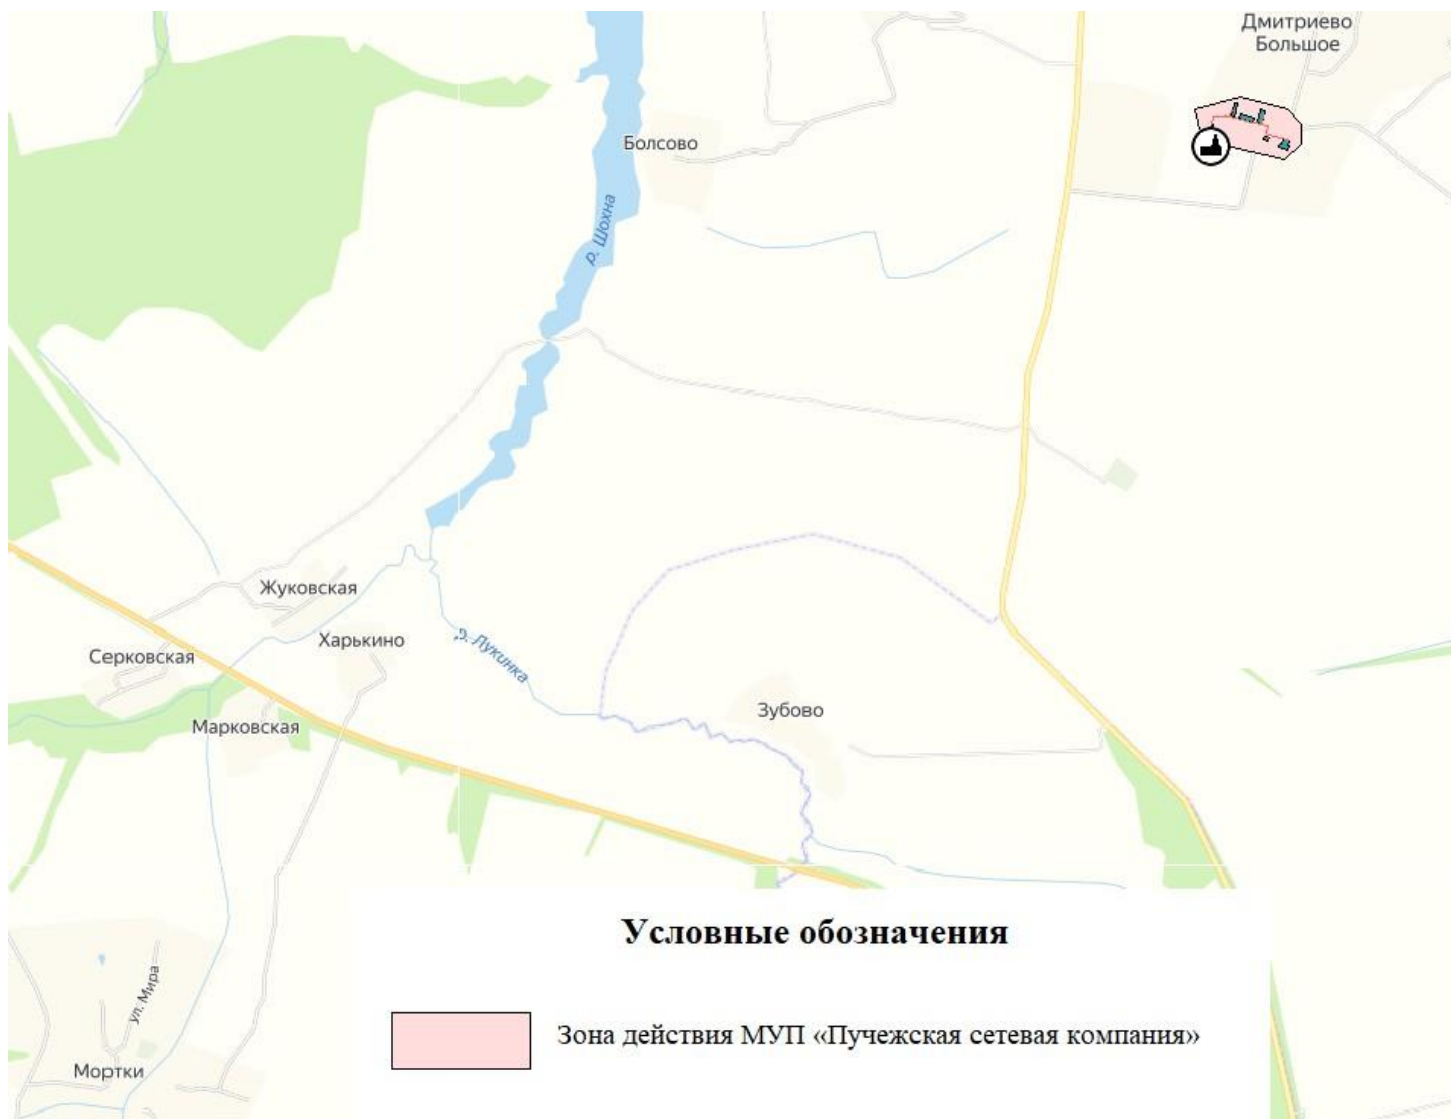 Дмитриево
Большое
Болсово
р. Шохна
Жуковская
Харькино
Серковская
р. Лукинка
Марковская
Зубово
Условные обозначения
ул. Мира
Зона действия МУП «Пучежская сетевая компания»
Мортки